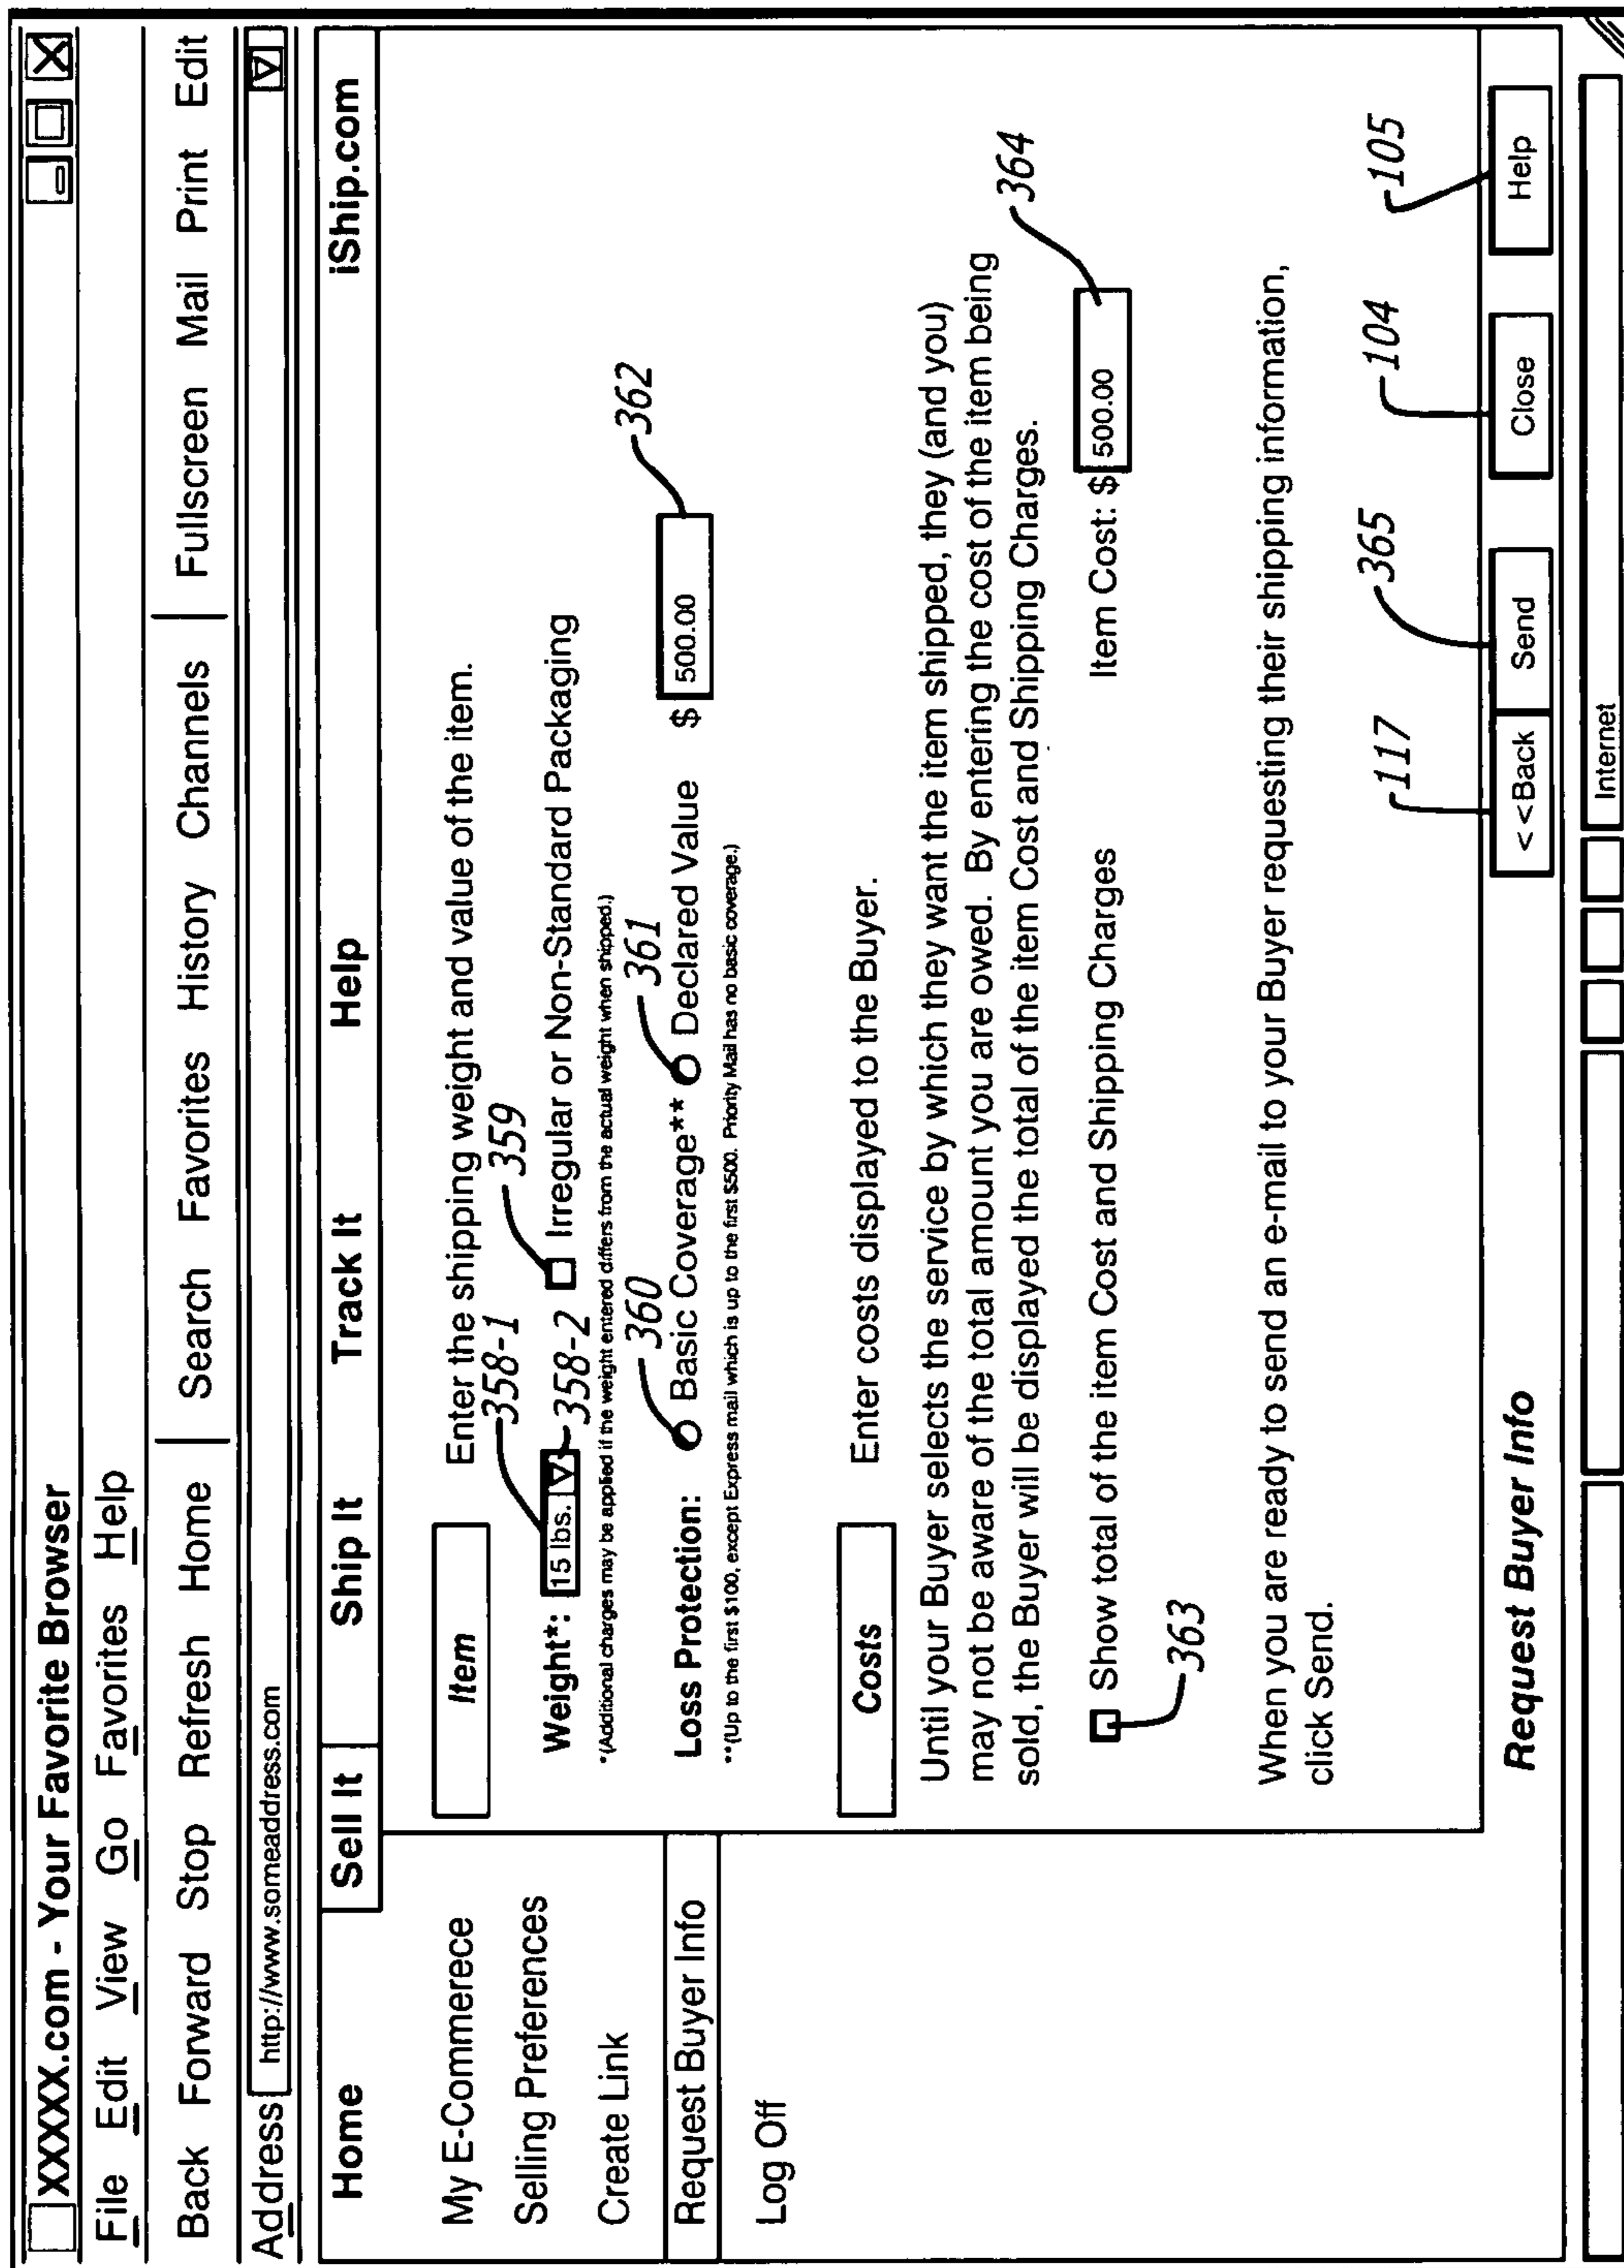 XXXXX.com - Your Favorite Browser
File Edit View Go Favorites Help
Back Forward Stop Refresh Home Search Favorites History Channels Fullscreen Mail Print Edit
Address http://www.someaddress.com
Home Sell It Ship It Track It Help iShip.com
My E-Commerece
Selling Preferences
Create Link
Request Buyer Info
Log Off
Item Enter the shipping weight and value of the item.
358-1 359
Weight*: 15 lbs. 358-2 Irregular or Non-Standard Packaging
*(Additional charges may be applied if the weight entered differs from the actual weight when shipped.)
360 361 362
Loss Protection: Basic Coverage** Declared Value $ 500.00
**(Up to the first $100, except Express mail which is up to the first $500. Priority Mail has no basic coverage.)
Costs Enter costs displayed to the Buyer.
Until your Buyer selects the service by which they want the item shipped, they (and you)
may not be aware of the total amount you are owed. By entering the cost of the item being
sold, the Buyer will be displayed the total of the item Cost and Shipping Charges.
364
Show total of the item Cost and Shipping Charges Item Cost: $ 500.00
363
When you are ready to send an e-mail to your Buyer requesting their shipping information,
click Send.
117 365 104 105
Request Buyer Info <<Back Send Close Help
Internet